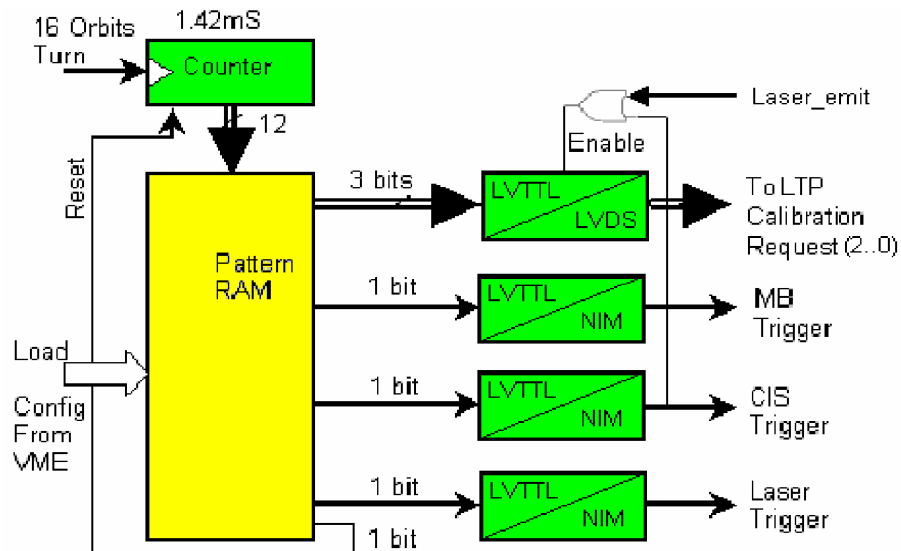 16 Orbits
Turn
1.42mS
Counter
12
Reset
Laser_emit
Enable
3 bits
LVTTL
LVDS
To LTP
Calibration
Request (2..0)
Pattern
RAM
1 bit
LVTTL
NIM
MB
Trigger
Load
Config
From
VME
1 bit
LVTTL
NIM
CIS
Trigger
1 bit
LVTTL
NIM
Laser
Trigger
1 bit